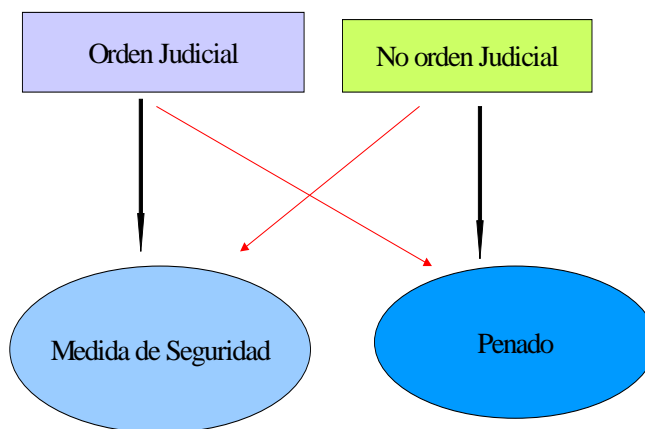 Orden Judicial
No orden Judicial
Medida de Seguridad
Penado